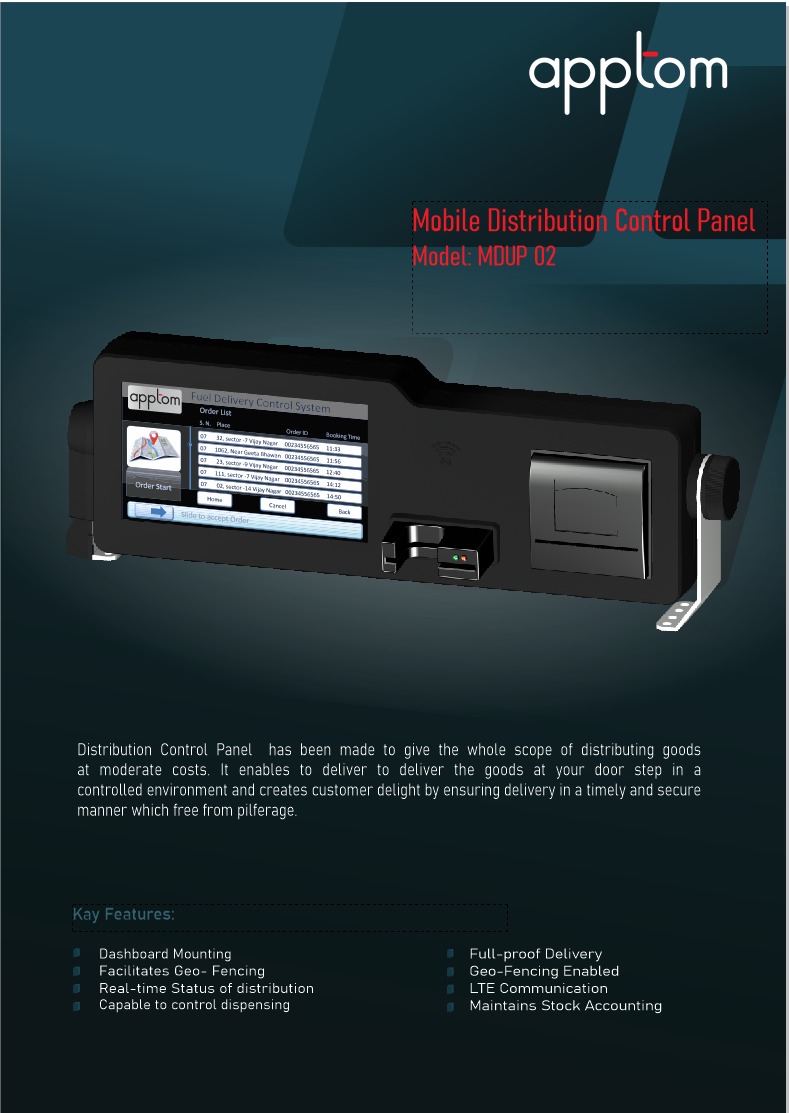 apptom
Mobile Distribution Control Panel
Model: MDUP 02
apptom Fuel Delivery Control System
Order List
S. N. Place Order ID Booking Time
07 32, sector -7 Vijay Nagar 00234556565 11:33
07 1062, Near Geeta Bhawan 00234556565 11:56
07 23, sector -9 Vijay Nagar 00234556565 12:40
07 111, sector -7 Vijay Nagar 00234556565 14:12
07 02, sector -14 Vijay Nagar 00234556565 14:50
Order Start
Home Cancel Back
Slide to accept Order
Distribution Control Panel has been made to give the whole scope of distributing goods
at moderate costs. It enables to deliver to deliver the goods at your door step in a
controlled environment and creates customer delight by ensuring delivery in a timely and secure
manner which free from pilferage.
Kay Features:
Dashboard Mounting
Facilitates Geo- Fencing
Real-time Status of distribution
Capable to control dispensing
Full-proof Delivery
Geo-Fencing Enabled
LTE Communication
Maintains Stock Accounting